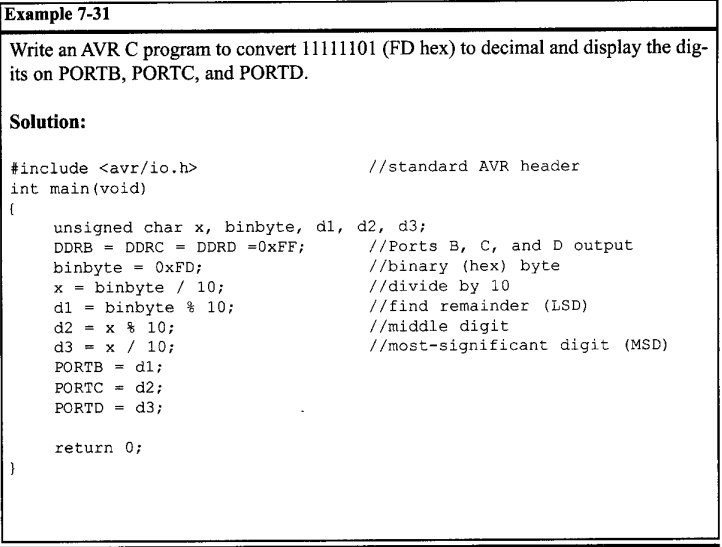 Example 7-31
Write an AVR C program to convert 11111101 (FD hex) to decimal and display the dig-
its on PORTB, PORTC, and PORTD.
Solution:
#include <avr/io.h> //standard AVR header
int main(void)
{
unsigned char x, binbyte, d1, d2, d3;
DDRB = DDRC = DDRD =0xFF; //Ports B, C, and D output
binbyte = 0xFD; //binary (hex) byte
x = binbyte / 10; //divide by 10
d1 = binbyte % 10; //find remainder (LSD)
d2 = x % 10; //middle digit
d3 = x / 10; //most-significant digit (MSD)
PORTB = d1;
PORTC = d2;
PORTD = d3;
return 0;
}